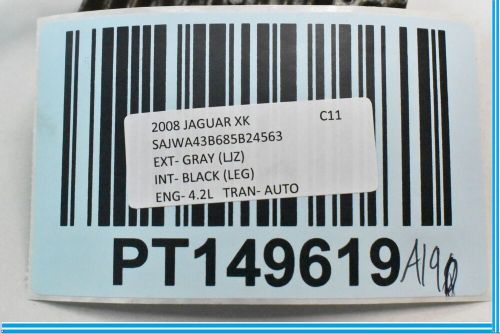 2008 JAGUAR XK C11
SAJWA43B685B24563
EXT- GRAY (LJZ)
INT- BLACK (LEG)
ENG- 4.2L TRAN- AUTO
PT149619